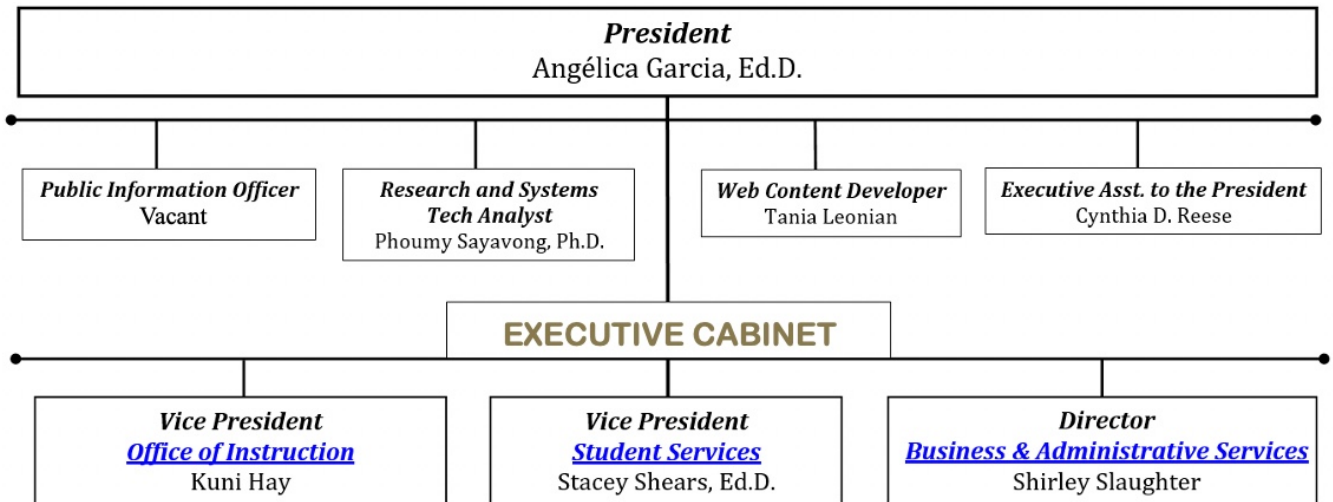 President
Angélica Garcia, Ed.D.
Public Information Officer
Vacant
Research and Systems
Tech Analyst
Phoumy Sayavong, Ph.D.
Web Content Developer
Tania Leonian
Executive Asst. to the President
Cynthia D. Reese
EXECUTIVE CABINET
Vice President
Office of Instruction
Kuni Hay
Vice President
Student Services
Stacey Shears, Ed.D.
Director
Business & Administrative Services
Shirley Slaughter